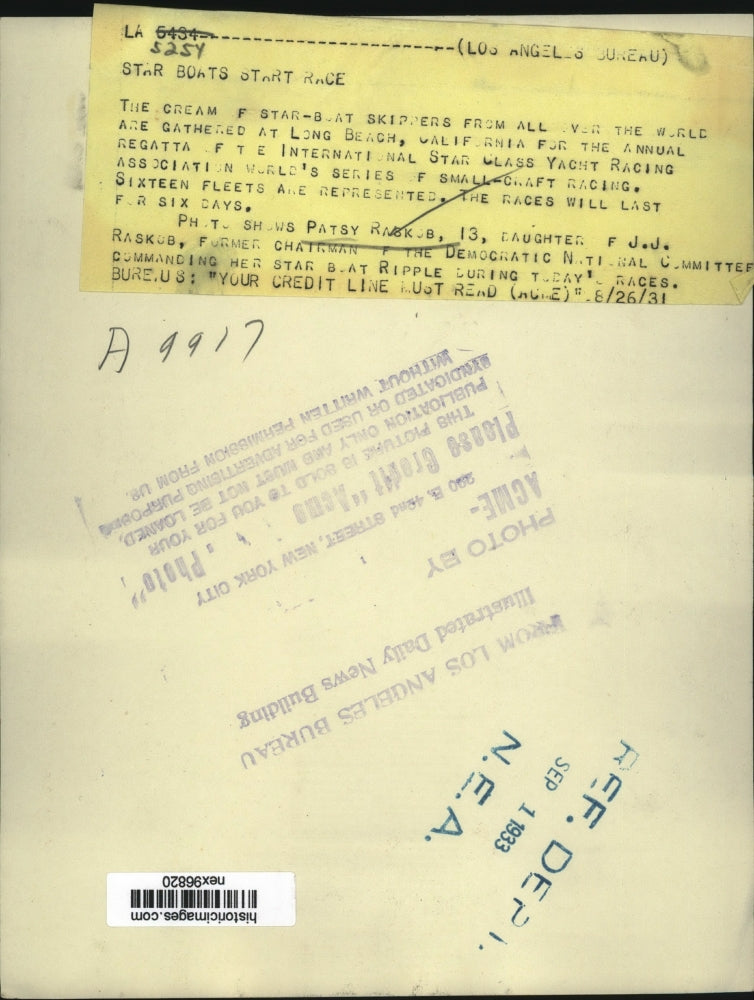 LA 5434------------------------(LOS ANGELES BUREAU)
5254
STAR BOATS START RACE
THE CREAM OF STAR-BOAT SKIPPERS FROM ALL OVER THE WORLD
ARE GATHERED AT LONG BEACH, CALIFORNIA FOR THE ANNUAL
REGATTA OF THE INTERNATIONAL STAR CLASS YACHT RACING
ASSOCIATION WORLD'S SERIES OF SMALL-CRAFT RACING.
SIXTEEN FLEETS ARE REPRESENTED. THE RACES WILL LAST
FOR SIX DAYS.
PHOTO SHOWS PATSY RASKOB, 13, DAUGHTER OF J.J.
RASKOB, FORMER CHAIRMAN OF THE DEMOCRATIC NATIONAL COMMITTEE
COMMANDING HER STAR BOAT RIPPLE DURING TODAY'S RACES.
BUREAUS: "YOUR CREDIT LINE MUST READ (ACME)" 8/26/31
A 9917
REF. DEPT.
SEP 1 1933
N.E.A.
FROM LOS ANGELES BUREAU
Illustrated Daily News Building
PHOTO BY
ACME-
220 E. 42nd STREET, NEW YORK CITY
Please Credit "Acme Photo"
THIS PICTURE IS SOLD TO YOU FOR YOUR
PUBLICATION ONLY AND MUST NOT BE LOANED,
SYNDICATED OR USED FOR ADVERTISING PURPOSES
WITHOUT WRITTEN PERMISSION FROM US
historicimages.com
nex96820